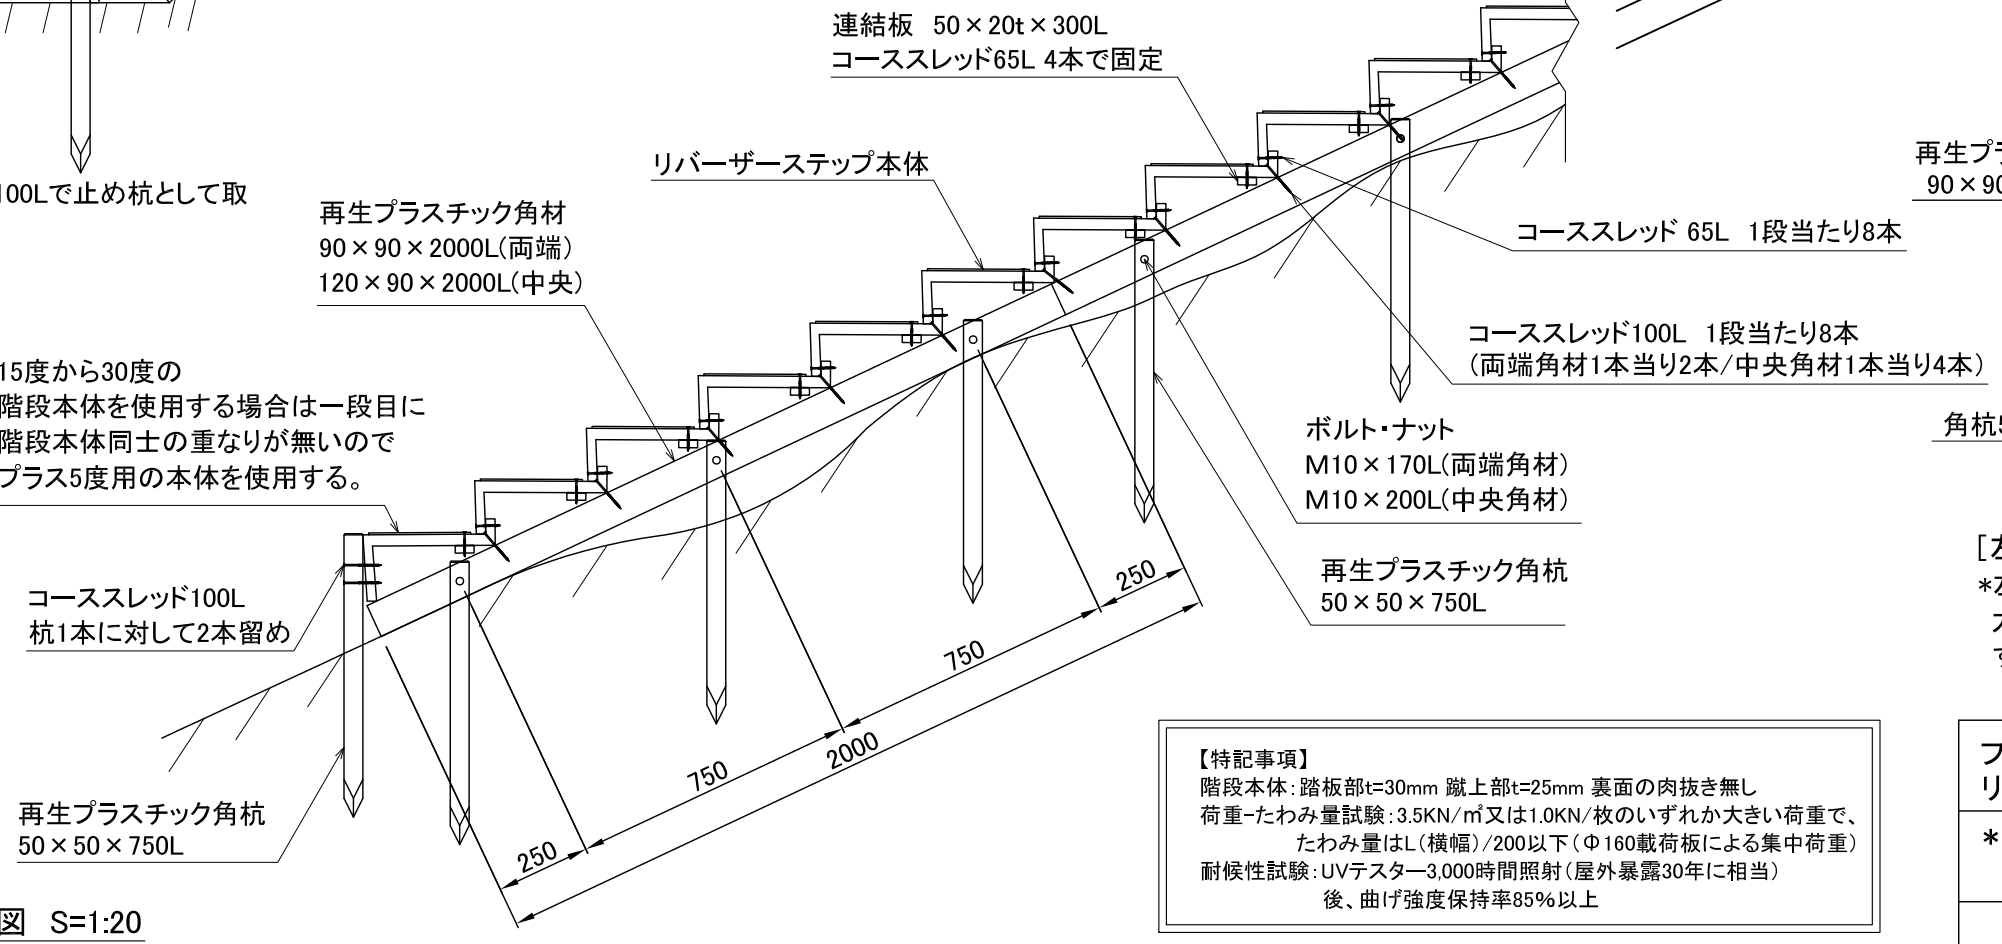 連結板 50×20t×300L
コーススレッド65L 4本で固定
リバーザーステップ本体
100Lで止め杭として取
再生プラスチック角材
90×90×2000L(両端)
120×90×2000L(中央)
再生プラ
90×90
コーススレッド 65L 1段当たり8本
コーススレッド100L 1段当たり8本
(両端角材1本当り2本/中央角材1本当り4本)
15度から30度の
階段本体を使用する場合は一段目に
階段本体同士の重なりが無いので
プラス5度用の本体を使用する。
ボルト・ナット
M10×170L(両端角材)
M10×200L(中央角材)
角杭5
コーススレッド100L
杭1本に対して2本留め
再生プラスチック角杭
50×50×750L
250
750
2000
750
250
再生プラスチック角杭
50×50×750L
[左
*左
す
【特記事項】
階段本体:踏板部t=30mm 蹴上部t=25mm 裏面の肉抜き無し
荷重-たわみ量試験:3.5KN/㎡又は1.0KN/枚のいずれか大きい荷重で、
たわみ量はL(横幅)/200以下(Φ160載荷板による集中荷重)
耐候性試験:UVテスター3,000時間照射(屋外暴露30年に相当)
後、曲げ強度保持率85%以上
プ
リ
*
図 S=1:20